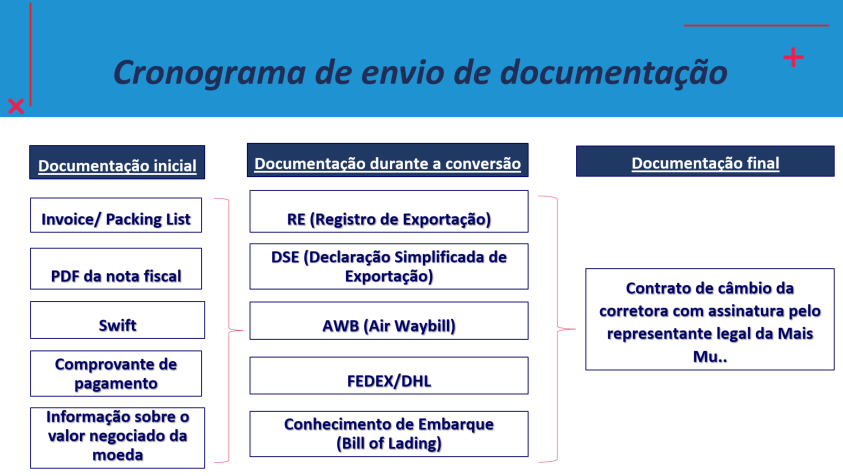 Cronograma de envio de documentação
Documentação inicial
Invoice/ Packing List
PDF da nota fiscal
Swift
Comprovante de
pagamento
Informação sobre o
valor negociado da
moeda
Documentação durante a conversão
RE (Registro de Exportação)
DSE (Declaração Simplificada de
Exportação)
AWB (Air Waybill)
FEDEX/DHL
Conhecimento de Embarque
(Bill of Lading)
Documentação final
Contrato de câmbio da
corretora com assinatura pelo
representante legal da Mais
Mu..